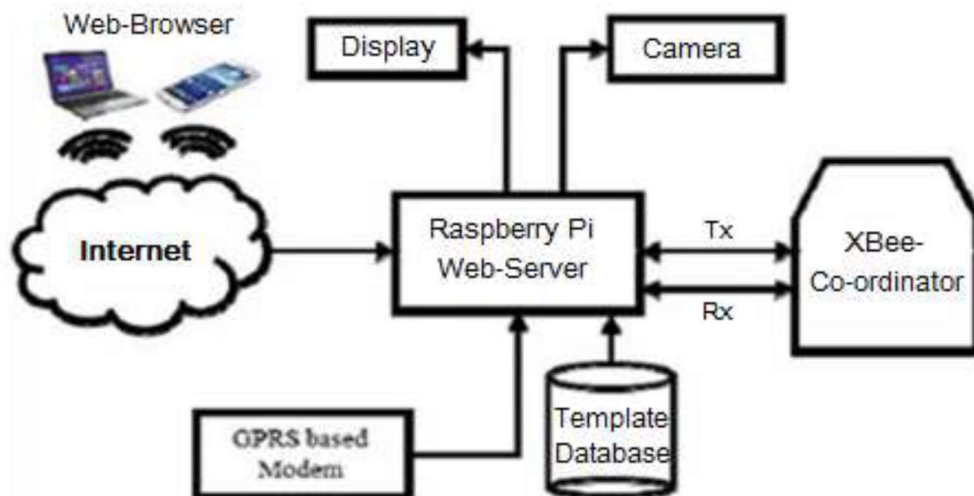 Web-Browser
Display
Camera
Internet
Raspberry Pi
Web-Server
Tx
Rx
XBee-
Co-ordinator
GPRS based
Modem
Template
Database